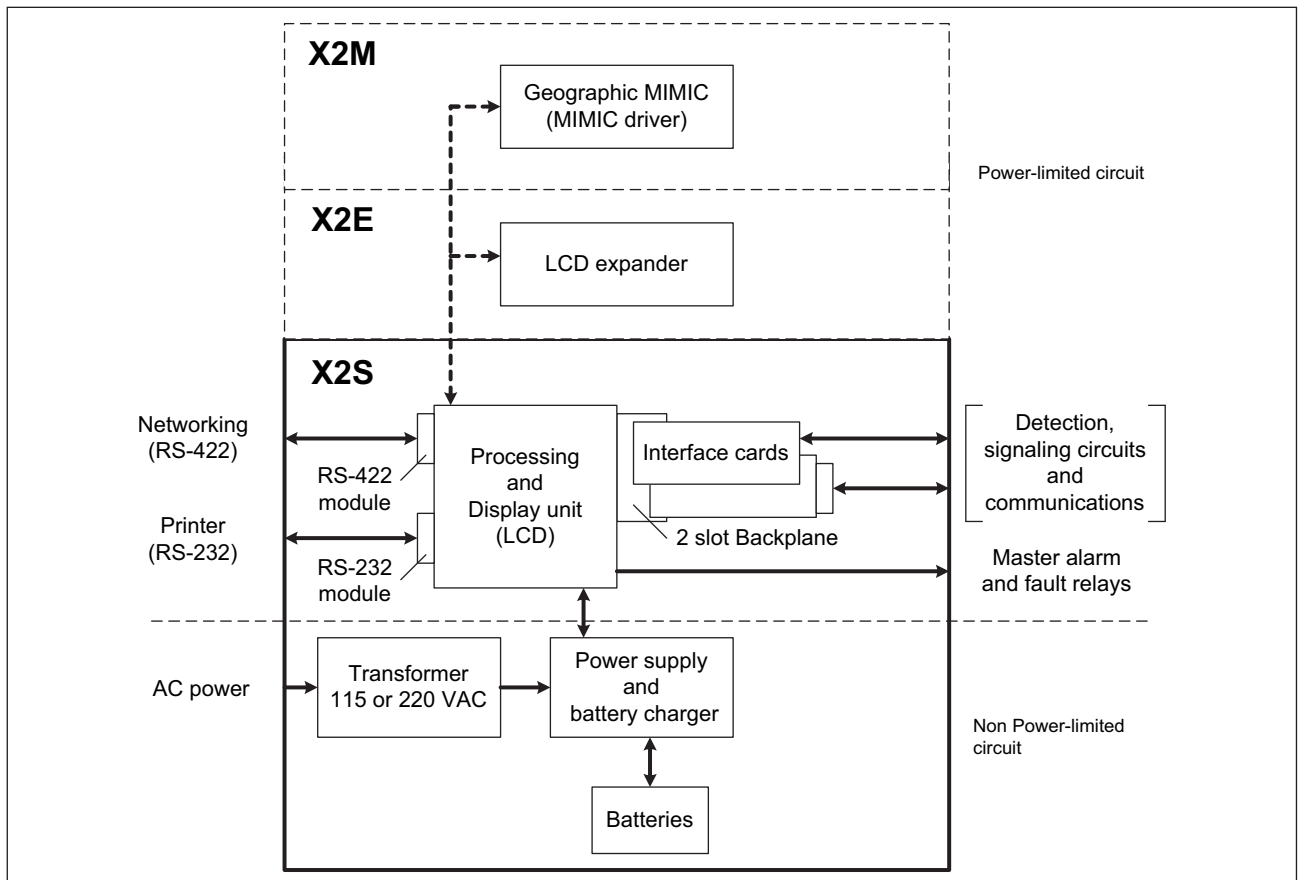 X2M
Geographic MIMIC
(MIMIC driver)
Power-limited circuit
X2E
LCD expander
X2S
Networking
(RS-422)
RS-422
module
Processing
and
Display unit
(LCD)
Interface cards
2 slot Backplane
Detection,
signaling circuits
and
communications
Printer
(RS-232)
RS-232
module
Master alarm
and fault relays
AC power
Transformer
115 or 220 VAC
Power supply
and
battery charger
Non Power-limited
circuit
Batteries